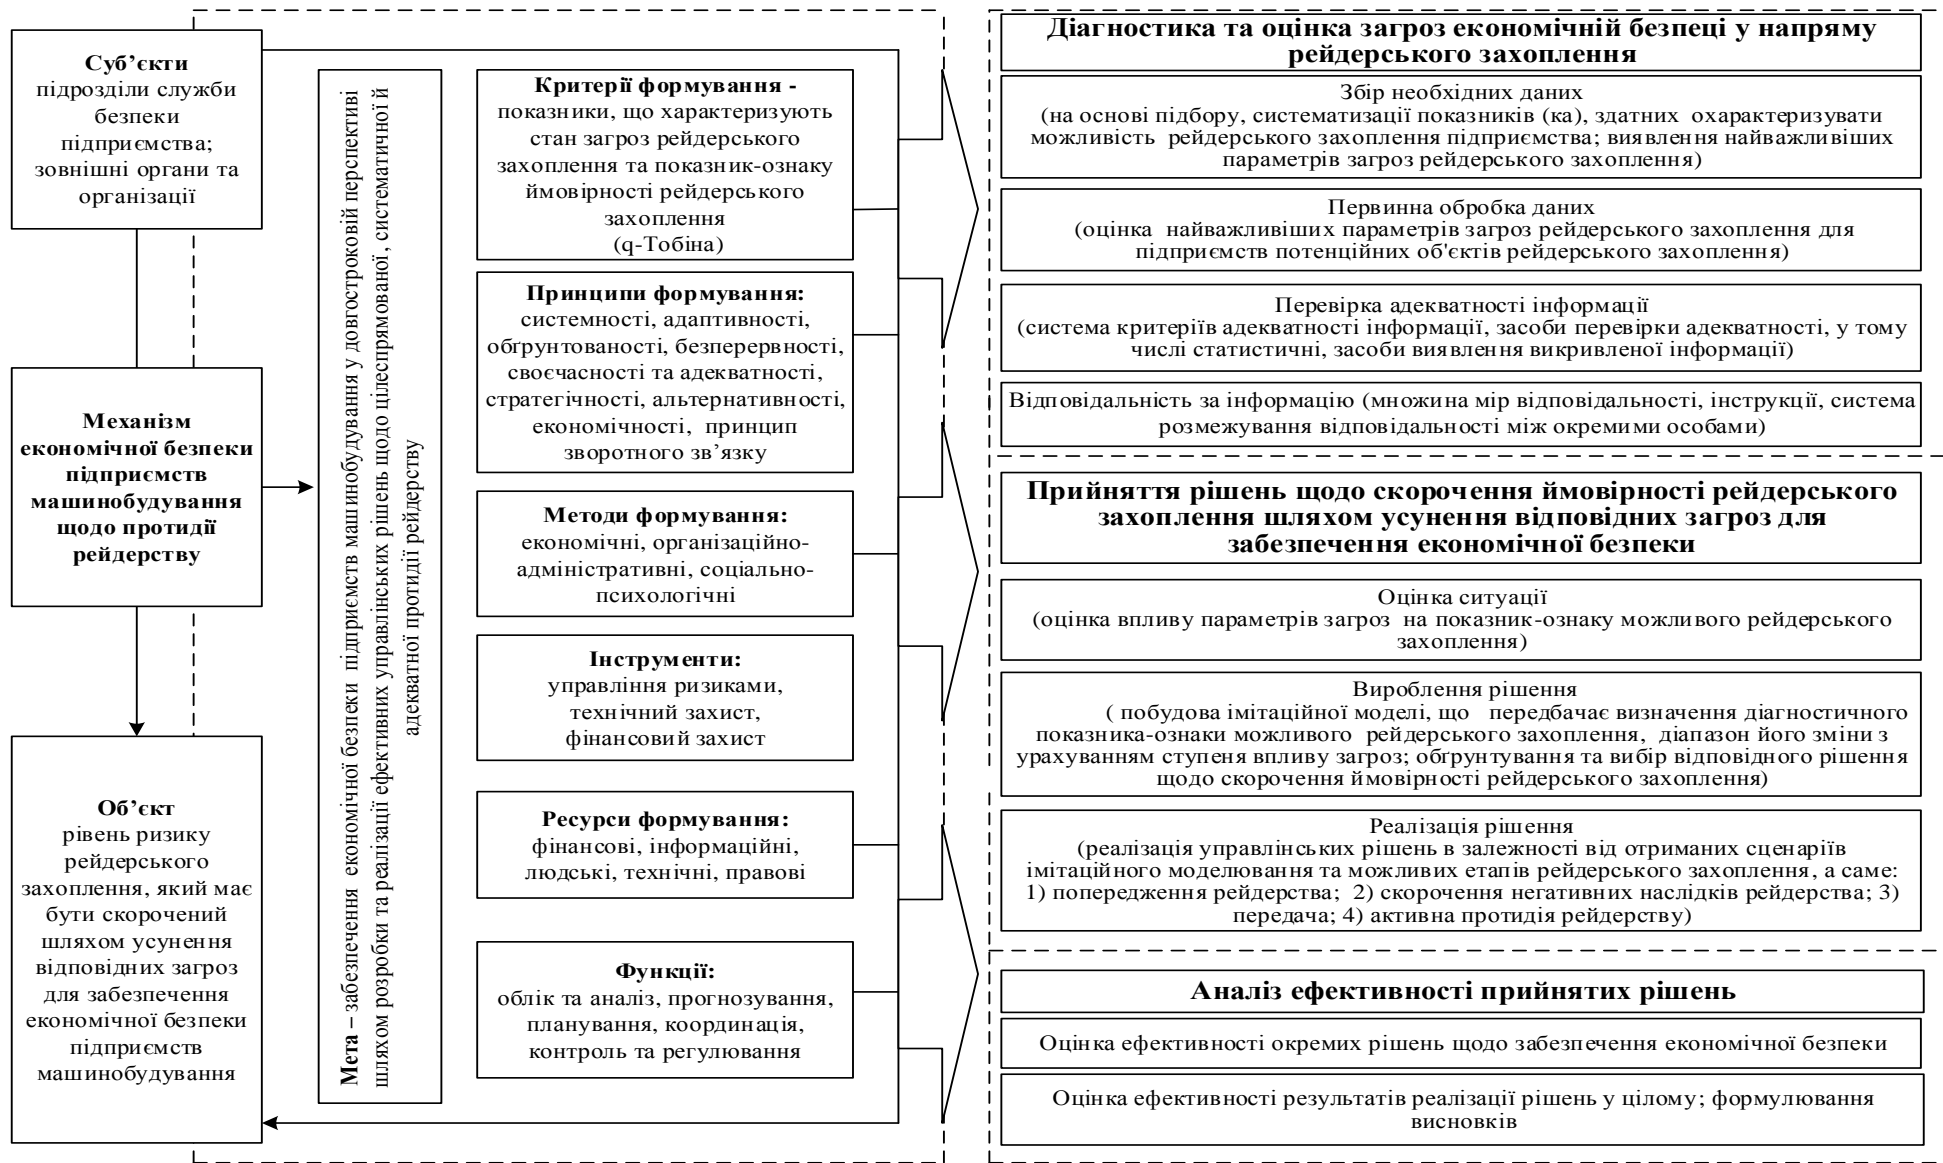 Суб’єкти
підрозділи служби
безпеки
підприємства;
зовнішні органи та
організації
Механізм
економічної безпеки
підприємств
машинобудування
щодо протидії
рейдерству
Об’єкт
рівень ризику
рейдерського
захоплення, який має
бути скорочений
шляхом усунення
відповідних загроз
для забезпечення
економічної безпеки
підприємств
машинобудування
Мета – забезпечення економічної безпеки підприємств машинобудування у довгостроковій перспективі
шляхом розробки та реалізації ефективних управлінських рішень щодо цілеспрямованої, систематичної й
адекватної протидії рейдерству
Критерії формування -
показники, що характеризують
стан загроз рейдерського
захоплення та показник-ознаку
ймовірності рейдерського
захоплення
(q-Тобіна)
Принципи формування:
системності, адаптивності,
обґрунтованості, безперервності,
своєчасності та адекватності,
стратегічності, альтернативності,
економічності, принцип
зворотного зв’язку
Методи формування:
економічні, організаційно-
адміністративні, соціально-
психологічні
Інструменти:
управління ризиками,
технічний захист,
фінансовий захист
Ресурси формування:
фінансові, інформаційні,
людські, технічні, правові
Функції:
облік та аналіз, прогнозування,
планування, координація,
контроль та регулювання
Діагностика та оцінка загроз економічній безпеці у напряму
рейдерського захоплення
Збір необхідних даних
(на основі підбору, систематизації показників (ка), здатних охарактеризувати
можливість рейдерського захоплення підприємства; виявлення найважливіших
параметрів загроз рейдерського захоплення)
Первинна обробка даних
(оцінка найважливіших параметрів загроз рейдерського захоплення для
підприємств потенційних об'єктів рейдерського захоплення)
Перевірка адекватності інформації
(система критеріїв адекватності інформації, засоби перевірки адекватності, у тому
числі статистичні, засоби виявлення викривленої інформації)
Відповідальність за інформацію (множина мір відповідальності, інструкції, система
розмежування відповідальності між окремими особами)
Прийняття рішень щодо скорочення ймовірності рейдерського
захоплення шляхом усунення відповідних загроз для
забезпечення економічної безпеки
Оцінка ситуації
(оцінка впливу параметрів загроз на показник-ознаку можливого рейдерського
захоплення)
Вироблення рішення
( побудова імітаційної моделі, що передбачає визначення діагностичного
показника-ознаки можливого рейдерського захоплення, діапазон його зміни з
урахуванням ступеня впливу загроз; обґрунтування та вибір відповідного рішення
щодо скорочення ймовірності рейдерського захоплення)
Реалізація рішення
(реалізація управлінських рішень в залежності від отриманих сценаріїв
імітаційного моделювання та можливих етапів рейдерського захоплення, а саме:
1) попередження рейдерства; 2) скорочення негативних наслідків рейдерства; 3)
передача; 4) активна протидія рейдерству)
Аналіз ефективності прийнятих рішень
Оцінка ефективності окремих рішень щодо забезпечення економічної безпеки
Оцінка ефективності результатів реалізації рішень у цілому; формулювання
висновків